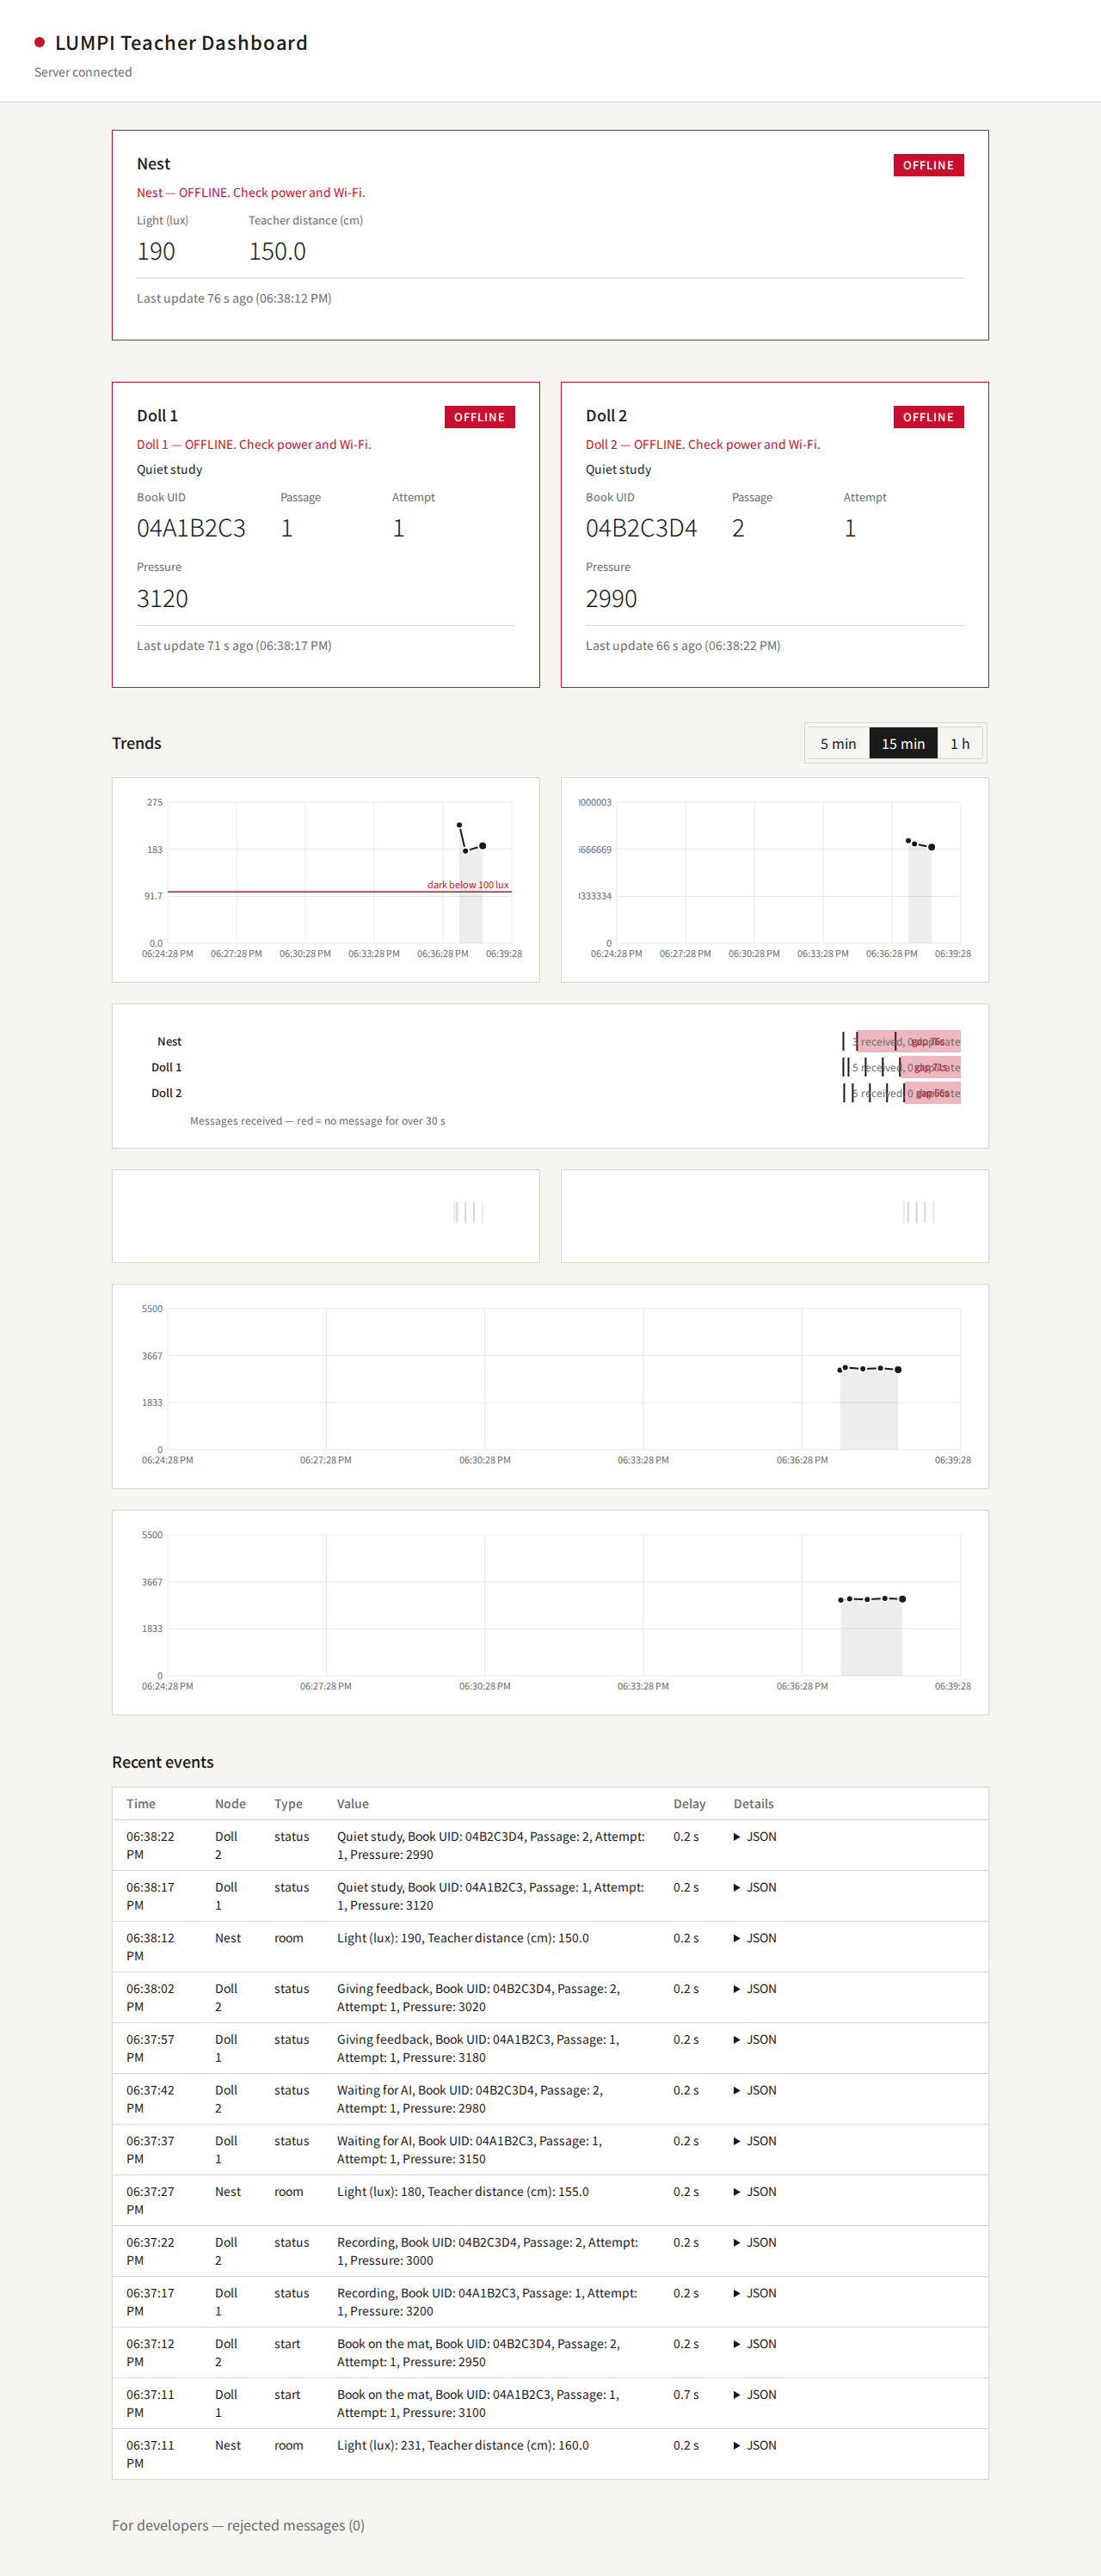 LUMPI Teacher Dashboard
Server connected
Nest
OFFLINE
Nest — OFFLINE. Check power and Wi-Fi.
Light (lux) Teacher distance (cm)
190 150.0
Last update 76 s ago (06:38:12 PM)
Doll 1
OFFLINE
Doll 1 — OFFLINE. Check power and Wi-Fi.
Quiet study
Book UID Passage Attempt
04A1B2C3 1 1
Pressure
3120
Last update 71 s ago (06:38:17 PM)
Doll 2
OFFLINE
Doll 2 — OFFLINE. Check power and Wi-Fi.
Quiet study
Book UID Passage Attempt
04B2C3D4 2 1
Pressure
2990
Last update 66 s ago (06:38:22 PM)
Trends
5 min 15 min 1 h
275
183
dark below 100 lux
91.7
0.0
06:24:28 PM 06:27:28 PM 06:30:28 PM 06:33:28 PM 06:36:28 PM 06:39:28
0000003
6666669
0
06:24:28 PM 06:27:28 PM 06:30:28 PM 06:33:28 PM 06:36:28 PM 06:39:28
Nest
Doll 1 5 received, 0
Doll 2
Messages received — red = no message for over 30 s
5500
3667
1833
0
06:24:28 PM 06:27:28 PM 06:30:28 PM 06:33:28 PM 06:36:28 PM 06:39:28
5500
3667
1833
0
06:24:28 PM 06:27:28 PM 06:30:28 PM 06:33:28 PM 06:36:28 PM 06:39:28
Recent events
Time Node Type Value Delay Details
06:38:22 Doll status Quiet study, Book UID: 04B2C3D4, Passage: 2, Attempt: 0.2 s JSON
PM 2 1, Pressure: 2990
06:38:17 Doll status Quiet study, Book UID: 04A1B2C3, Passage: 1, Attempt: 0.2 s JSON
PM 1 1, Pressure: 3120
06:38:12 Nest room Light (lux): 190, Teacher distance (cm): 150.0 0.2 s JSON
PM
06:38:02 Doll status Giving feedback, Book UID: 04B2C3D4, Passage: 2, 0.2 s JSON
PM 2 Attempt: 1, Pressure: 3020
06:37:57 Doll status Giving feedback, Book UID: 04A1B2C3, Passage: 1, 0.2 s JSON
PM 1 Attempt: 1, Pressure: 3180
06:37:42 Doll status Waiting for AI, Book UID: 04B2C3D4, Passage: 2, 0.2 s JSON
PM 2 Attempt: 1, Pressure: 2980
06:37:37 Doll status Waiting for AI, Book UID: 04A1B2C3, Passage: 1, 0.2 s JSON
PM 1 Attempt: 1, Pressure: 3150
06:37:27 Nest room Light (lux): 180, Teacher distance (cm): 155.0 0.2 s JSON
PM
06:37:22 Doll status Recording, Book UID: 04B2C3D4, Passage: 2, Attempt: 0.2 s JSON
PM 2 1, Pressure: 3000
06:37:17 Doll status Recording, Book UID: 04A1B2C3, Passage: 1, Attempt: 0.2 s JSON
PM 1 1, Pressure: 3200
06:37:12 Doll start Book on the mat, Book UID: 04B2C3D4, Passage: 2, 0.2 s JSON
PM 2 Attempt: 1, Pressure: 2950
06:37:11 Doll start Book on the mat, Book UID: 04A1B2C3, Passage: 1, 0.7 s JSON
PM 1 Attempt: 1, Pressure: 3100
06:37:11 Nest room Light (lux): 231, Teacher distance (cm): 160.0 0.2 s JSON
PM
For developers — rejected messages (0)